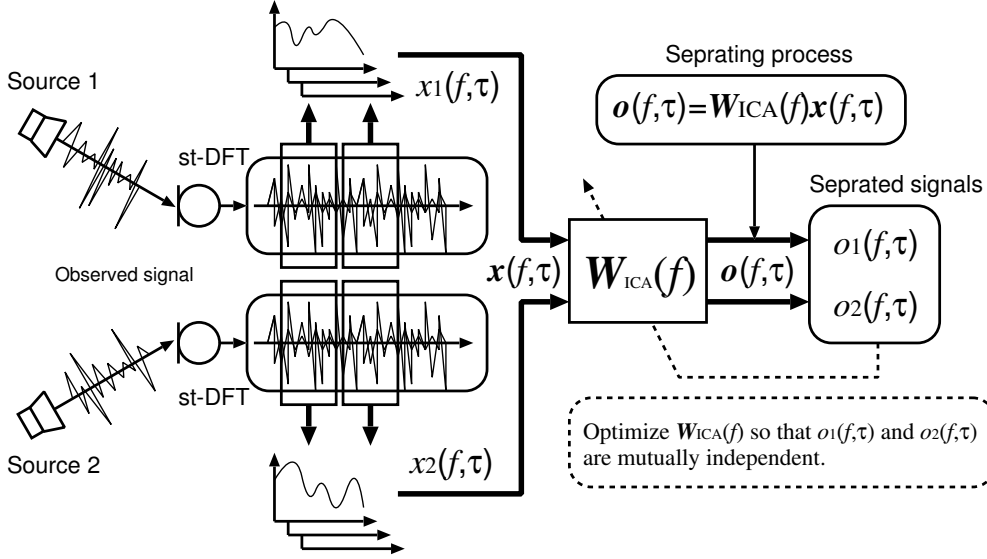 Source 1
x1(f,τ)
Seprating process
o(f,τ)=WICA(f)x(f,τ)
st-DFT
Seprated signals
Observed signal
x(f,τ)
WICA(f)
o(f,τ)
o1(f,τ)
o2(f,τ)
st-DFT
Source 2
x2(f,τ)
Optimize WICA(f) so that o1(f,τ) and o2(f,τ)
are mutually independent.